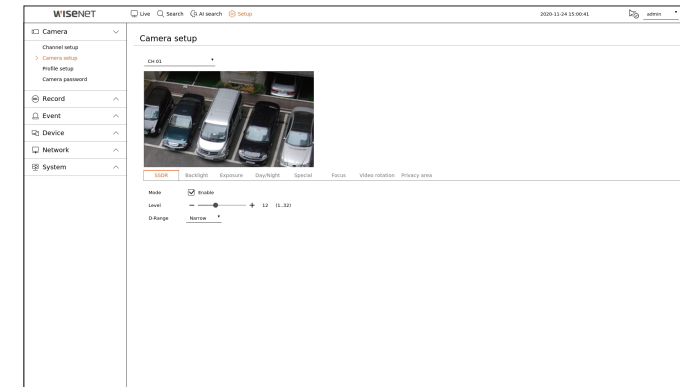 WISENET
Live Search AI search Setup 2020-11-24 15:00:41 admin
Camera
Channel setup
Camera setup
Profile setup
Camera password
Record
Event
Device
Network
System
Camera setup
CH 01
SSDR Backlight Exposure Day/Night Special Focus Video rotation Privacy area
Mode Enable
Level 12 (1..32)
D-Range Narrow